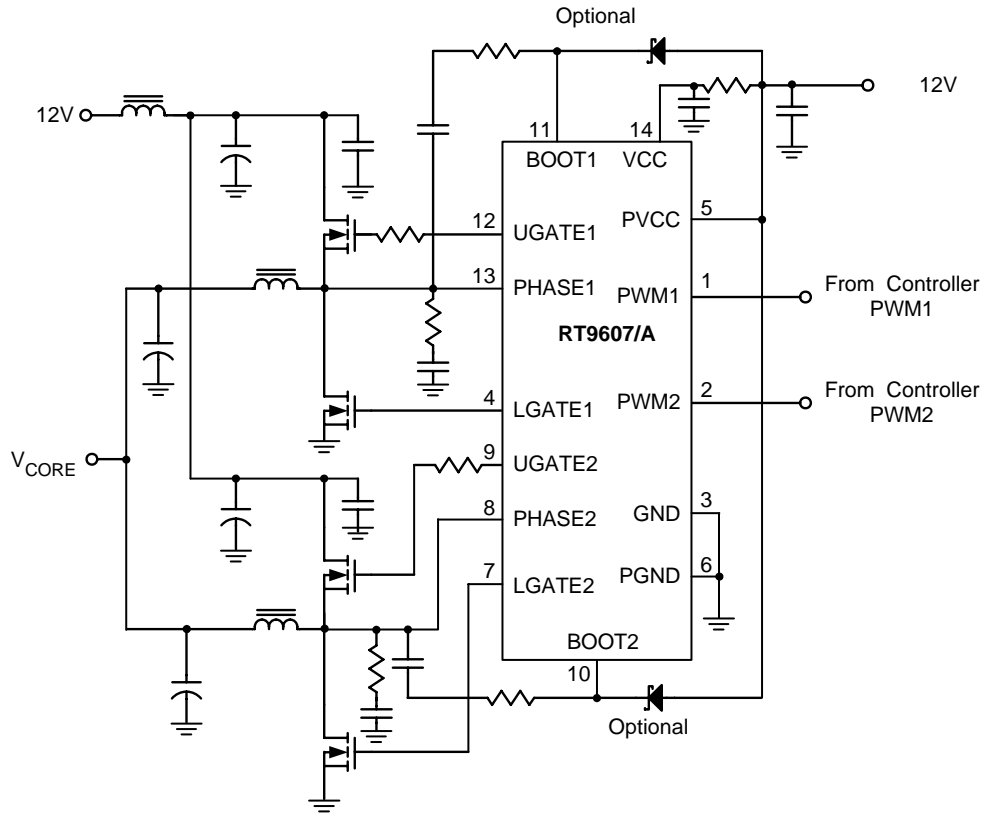 Optional
12V
12V
11
14
BOOT1
VCC
12
UGATE1
PVCC
5
13
PHASE1
PWM1
1
From Controller
PWM1
RT9607/A
4
LGATE1
PWM2
2
From Controller
PWM2
9
UGATE2
VCORE
8
PHASE2
GND
3
7
LGATE2
PGND
6
BOOT2
10
Optional